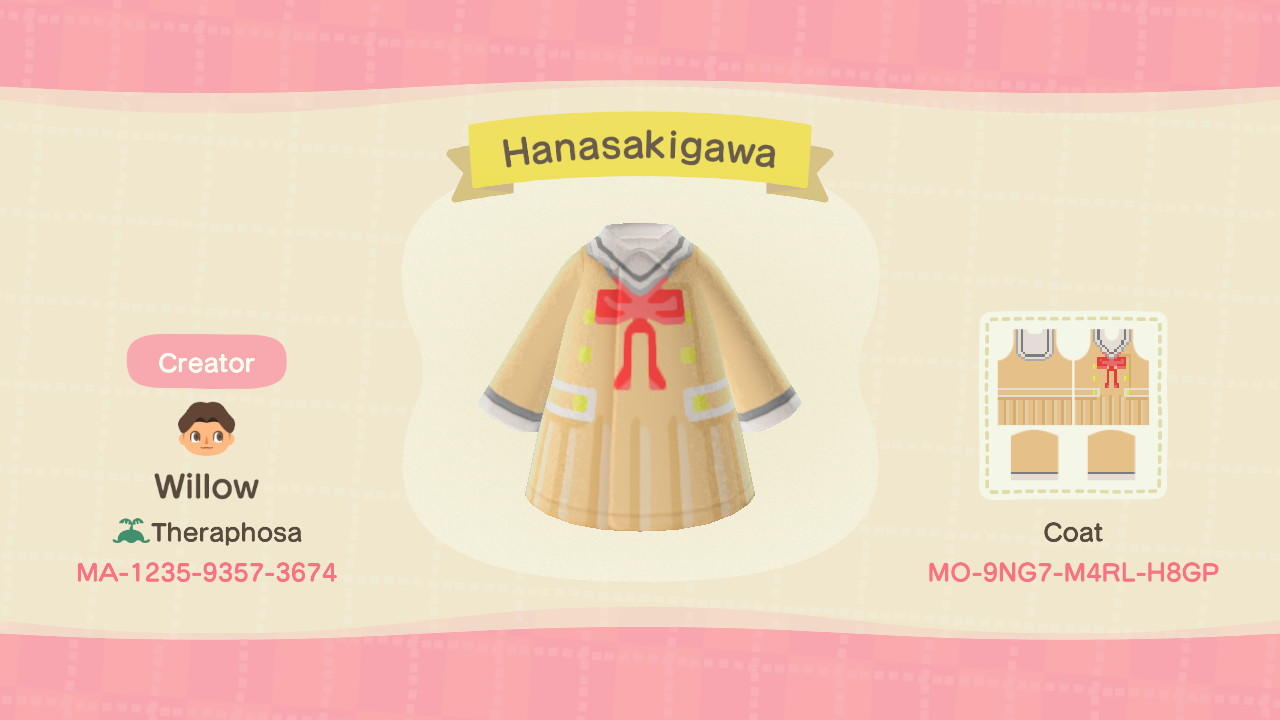 Hanasakigawa
Creator
Willow
Theraphosa
MA-1235-9357-3674
Coat
MO-9NG7-M4RL-H8GP